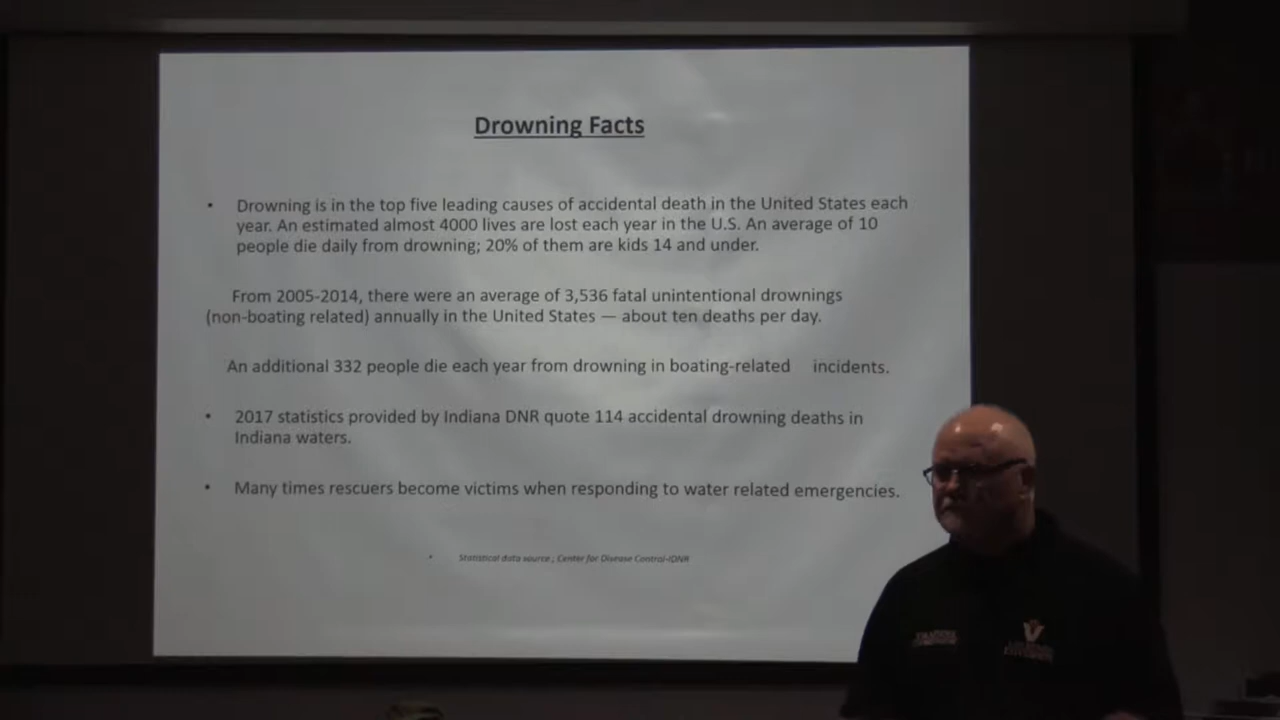 Drowning Facts
• Drowning is in the top five leading causes of accidental death in the United States each
year. An estimated almost 4000 lives are lost each year in the U.S. An average of 10
people die daily from drowning; 20% of them are kids 14 and under.
From 2005-2014, there were an average of 3,536 fatal unintentional drownings
(non-boating related) annually in the United States — about ten deaths per day.
An additional 332 people die each year from drowning in boating-related incidents.
• 2017 statistics provided by Indiana DNR quote 114 accidental drowning deaths in
Indiana waters.
• Many times rescuers become victims when responding to water related emergencies.
• Statistical data source ; Center for Disease Control-IDNR